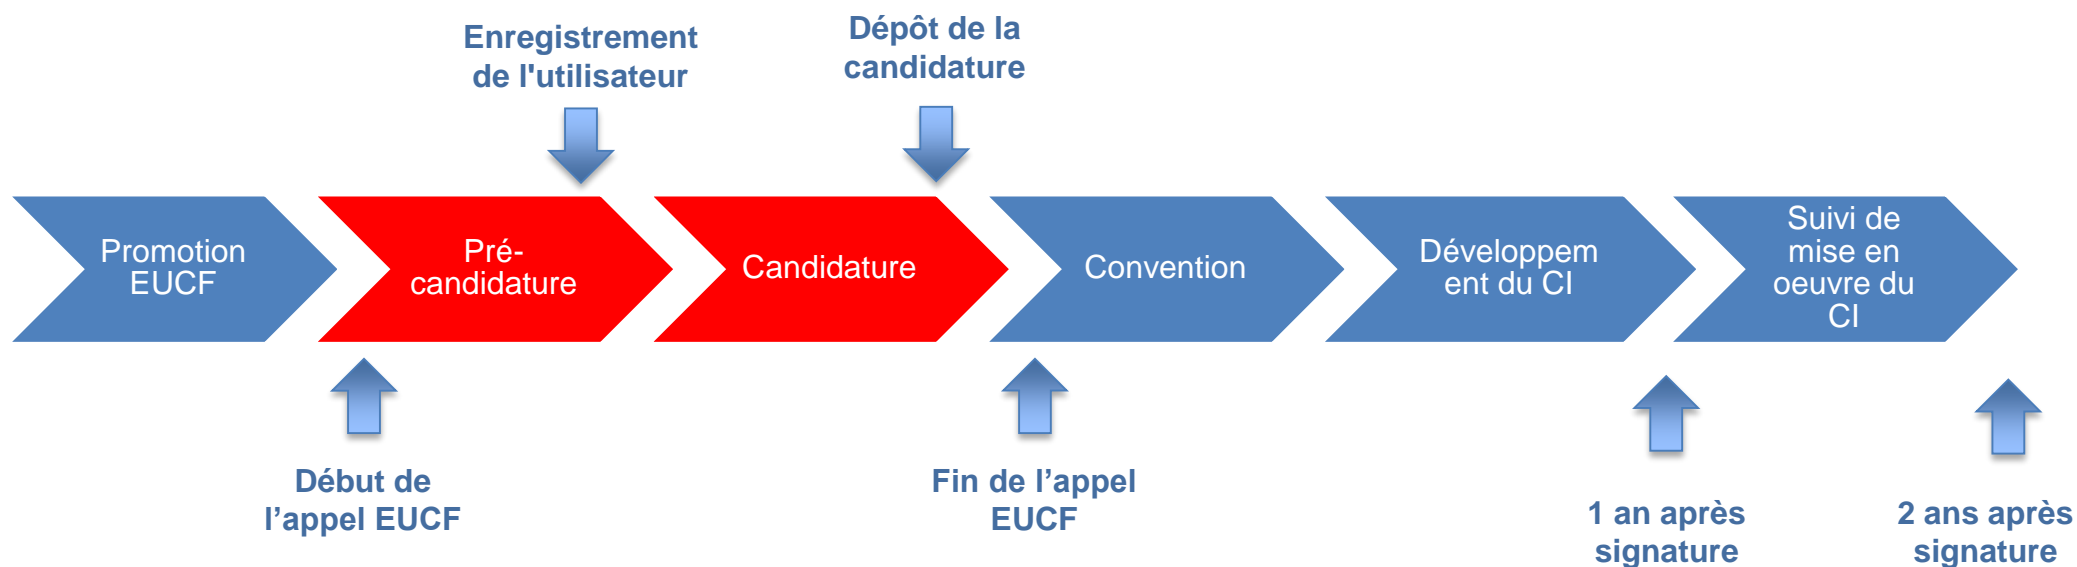 Enregistrement
de l'utilisateur
Dépôt de la
candidature
Promotion
EUCF
Pré-
candidature
Candidature
Convention
Développem
ent du CI
Suivi de
mise en
oeuvre du
CI
Début de
l’appel EUCF
Fin de l’appel
EUCF
1 an après
signature
2 ans après
signature